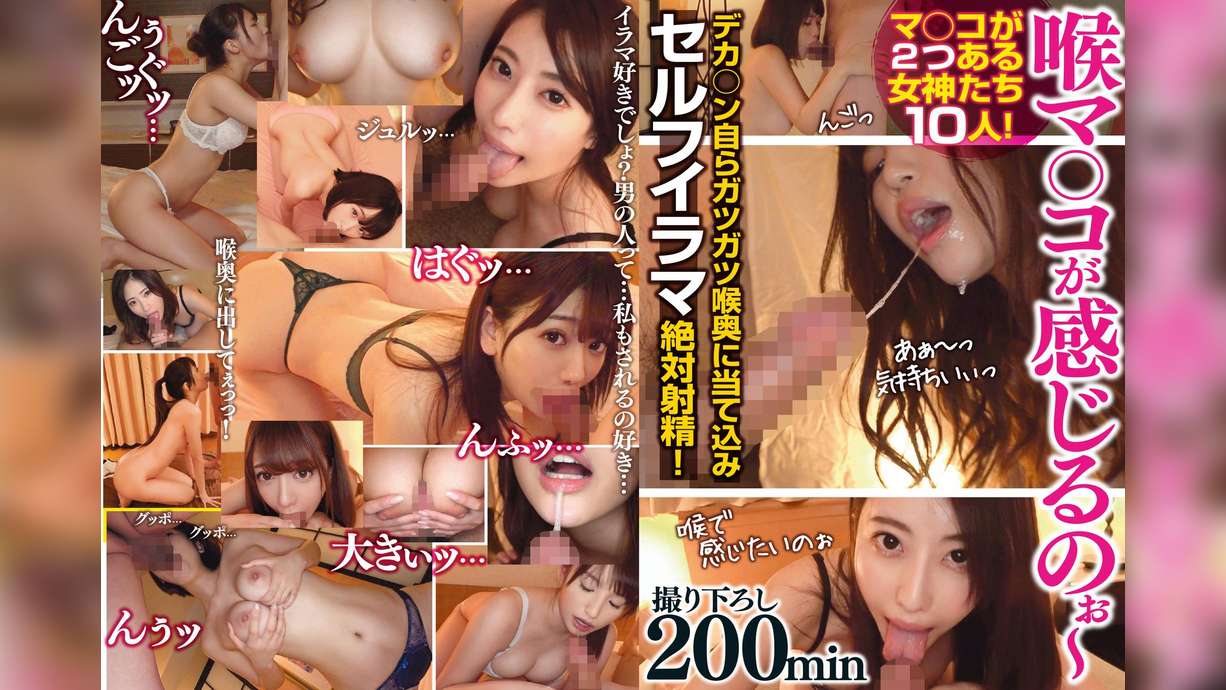 うぐッ…
んごッ
ジュルッ…
イラマ好きでしょ？男の人って…私もされるの好き…
はぐッ…
喉奥に出してぇっっ！
んふッ…
グッポ…
グッポ…
大きぃッ…
んぅッ
デカ〇ン自らガツガツ喉奥に当て込み
セルフイラマ絶対射精！
んごっ
マ〇コが
2つある
女神たち
10人！
喉マ〇コが感じるのぉ〜
あぁ〜っ
気持ちいいっ
喉で
感じたいのぉ
撮り下ろし
200min